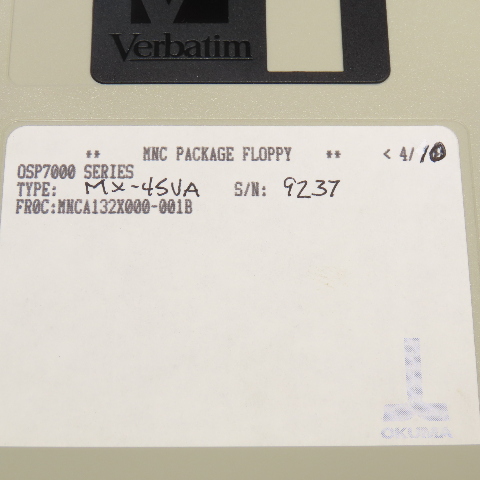 Verbatim
** MNC PACKAGE FLOPPY ** < 4/10
OSP7000 SERIES
TYPE: MX-45VA S/N: 9237
FR0C:MNCA132X000-001B
OKUMA